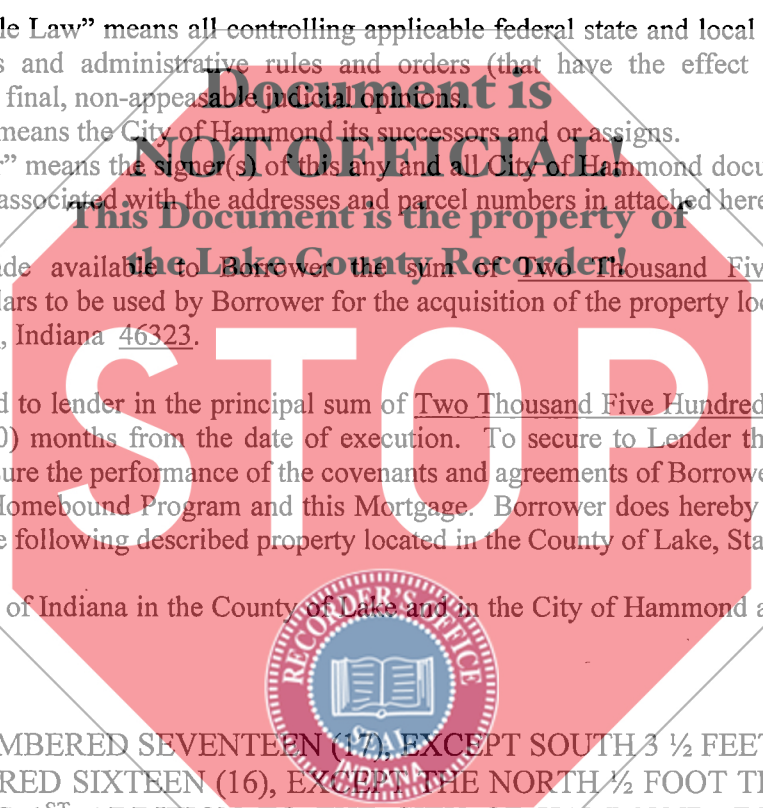 le Law” means all controlling applicable federal state and local
s and administrative rules and orders (that have the effect
final, non-appeasable judicial opinions.
means the City of Hammond its successors and or assigns.
r” means the signer(s) of this any and all City of Hammond docu
associated with the addresses and parcel numbers in attached here
Document is
NOT OFFICIAL!
This Document is the property of
the Lake County Recorder!
de available to Borrower the sum of Two Thousand Fiv
lars to be used by Borrower for the acquisition of the property loc
, Indiana 46323.
STOP
d to lender in the principal sum of Two Thousand Five Hundred
0) months from the date of execution. To secure to Lender th
sure the performance of the covenants and agreements of Borrowe
Homebound Program and this Mortgage. Borrower does hereby
e following described property located in the County of Lake, Sta
of Indiana in the County of Lake and in the City of Hammond a
RECORDER'S OFFICE
SEAL
INDIANA
MBERED SEVENTEEN (17), EXCEPT SOUTH 3 ½ FEET
RED SIXTEEN (16), EXCEPT THE NORTH ½ FOOT TH